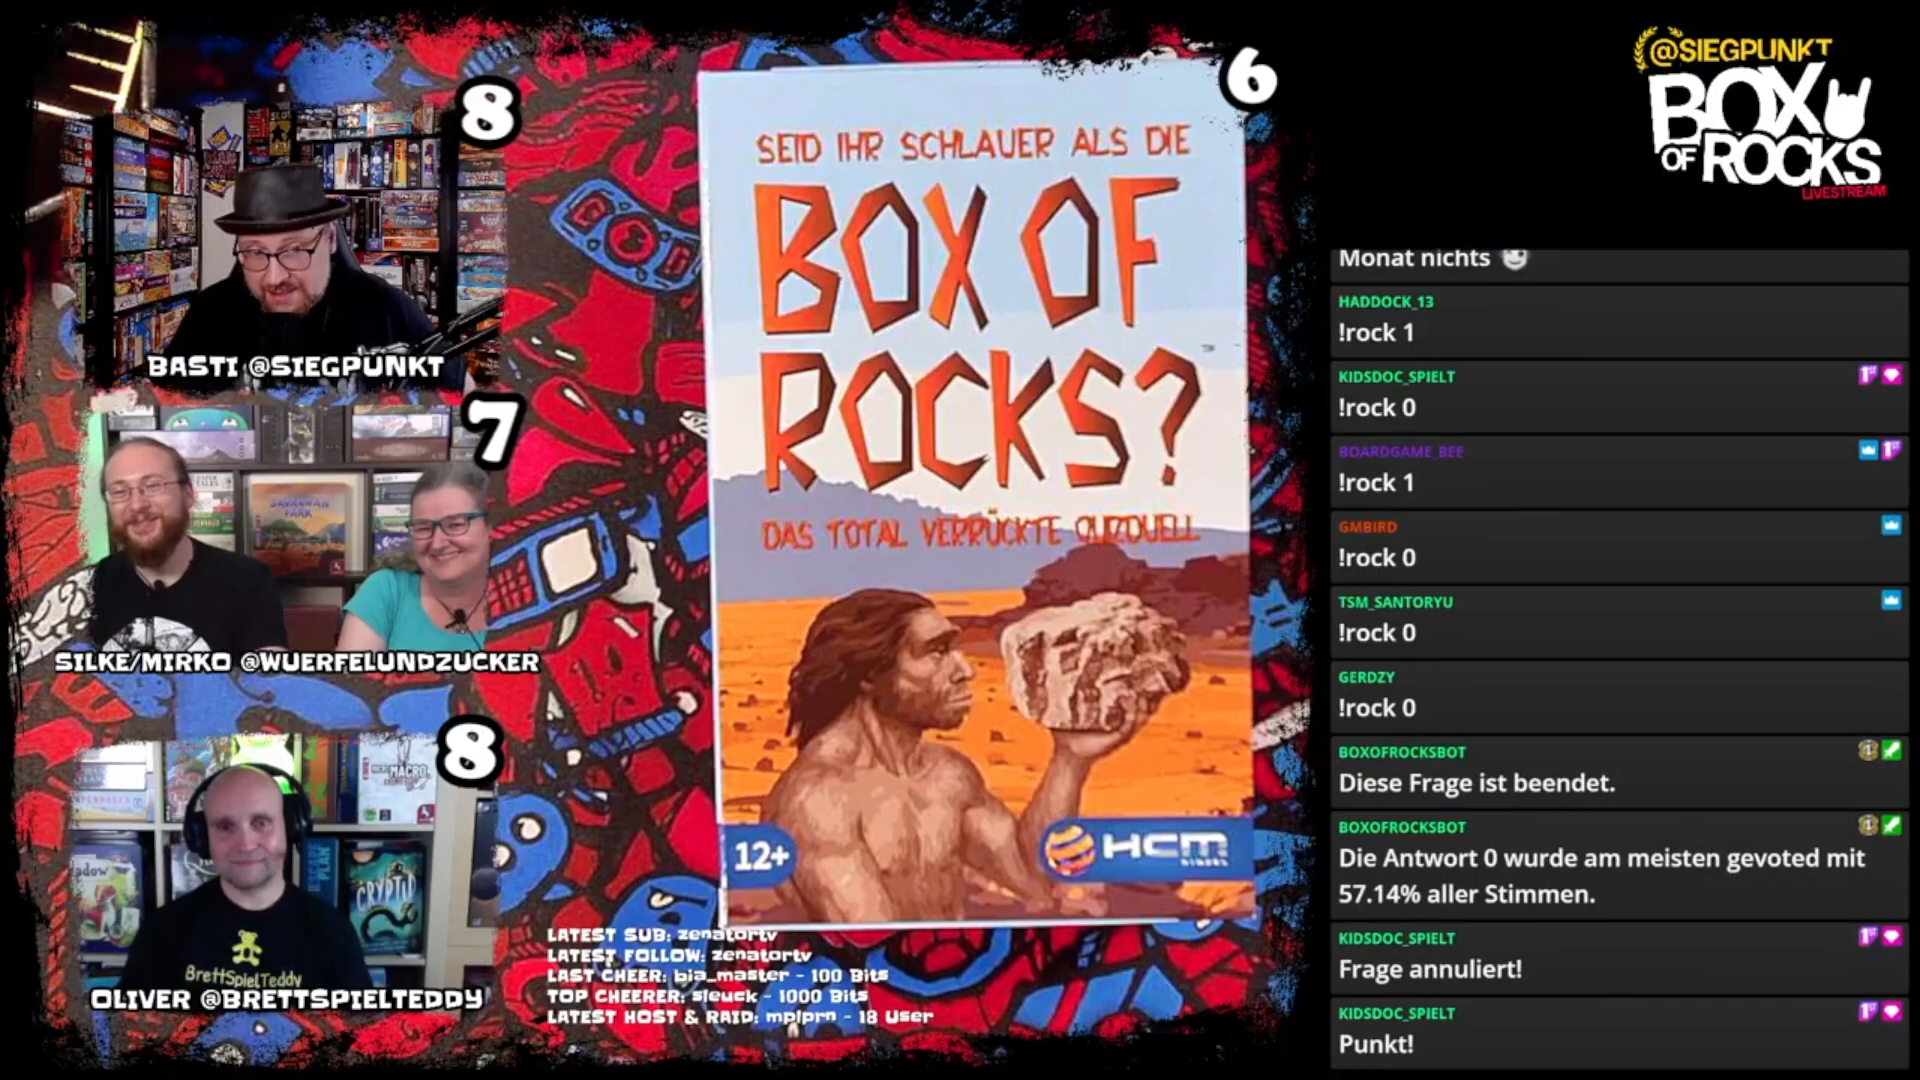 8
BASTI @SIEGPUNKT
7
SAVANNAH
PARK
SILKE/MIRKO @WUERFELUNDZUCKER
8
MACRO
CRYPTID
BrettSpielTeddy
OLIVER @BRETTSPIELTEDDY
6
SEID IHR SCHLAUER ALS DIE
BOX OF
ROCKS?
DAS TOTAL VERRÜCKTE QUIZDUELL
12+
HCM
KINZEL
LATEST SUB: zenatortv
LATEST FOLLOW: zenatortv
LAST CHEER: bia_master - 100 Bits
TOP CHEERER: sleuck - 1000 Bits
LATEST HOST & RAID: mplprn - 18 User
@SIEGPUNKT
BOX
OF ROCKS
LIVESTREAM
Monat nichts
HADDOCK_13
!rock 1
KIDSDOC_SPIELT
!rock 0
BOARDGAME_BEE
!rock 1
GMBIRD
!rock 0
TSM_SANTORYU
!rock 0
GERDZY
!rock 0
BOXOFROCKSBOT
Diese Frage ist beendet.
BOXOFROCKSBOT
Die Antwort 0 wurde am meisten gevoted mit
57.14% aller Stimmen.
KIDSDOC_SPIELT
Frage annuliert!
KIDSDOC_SPIELT
Punkt!